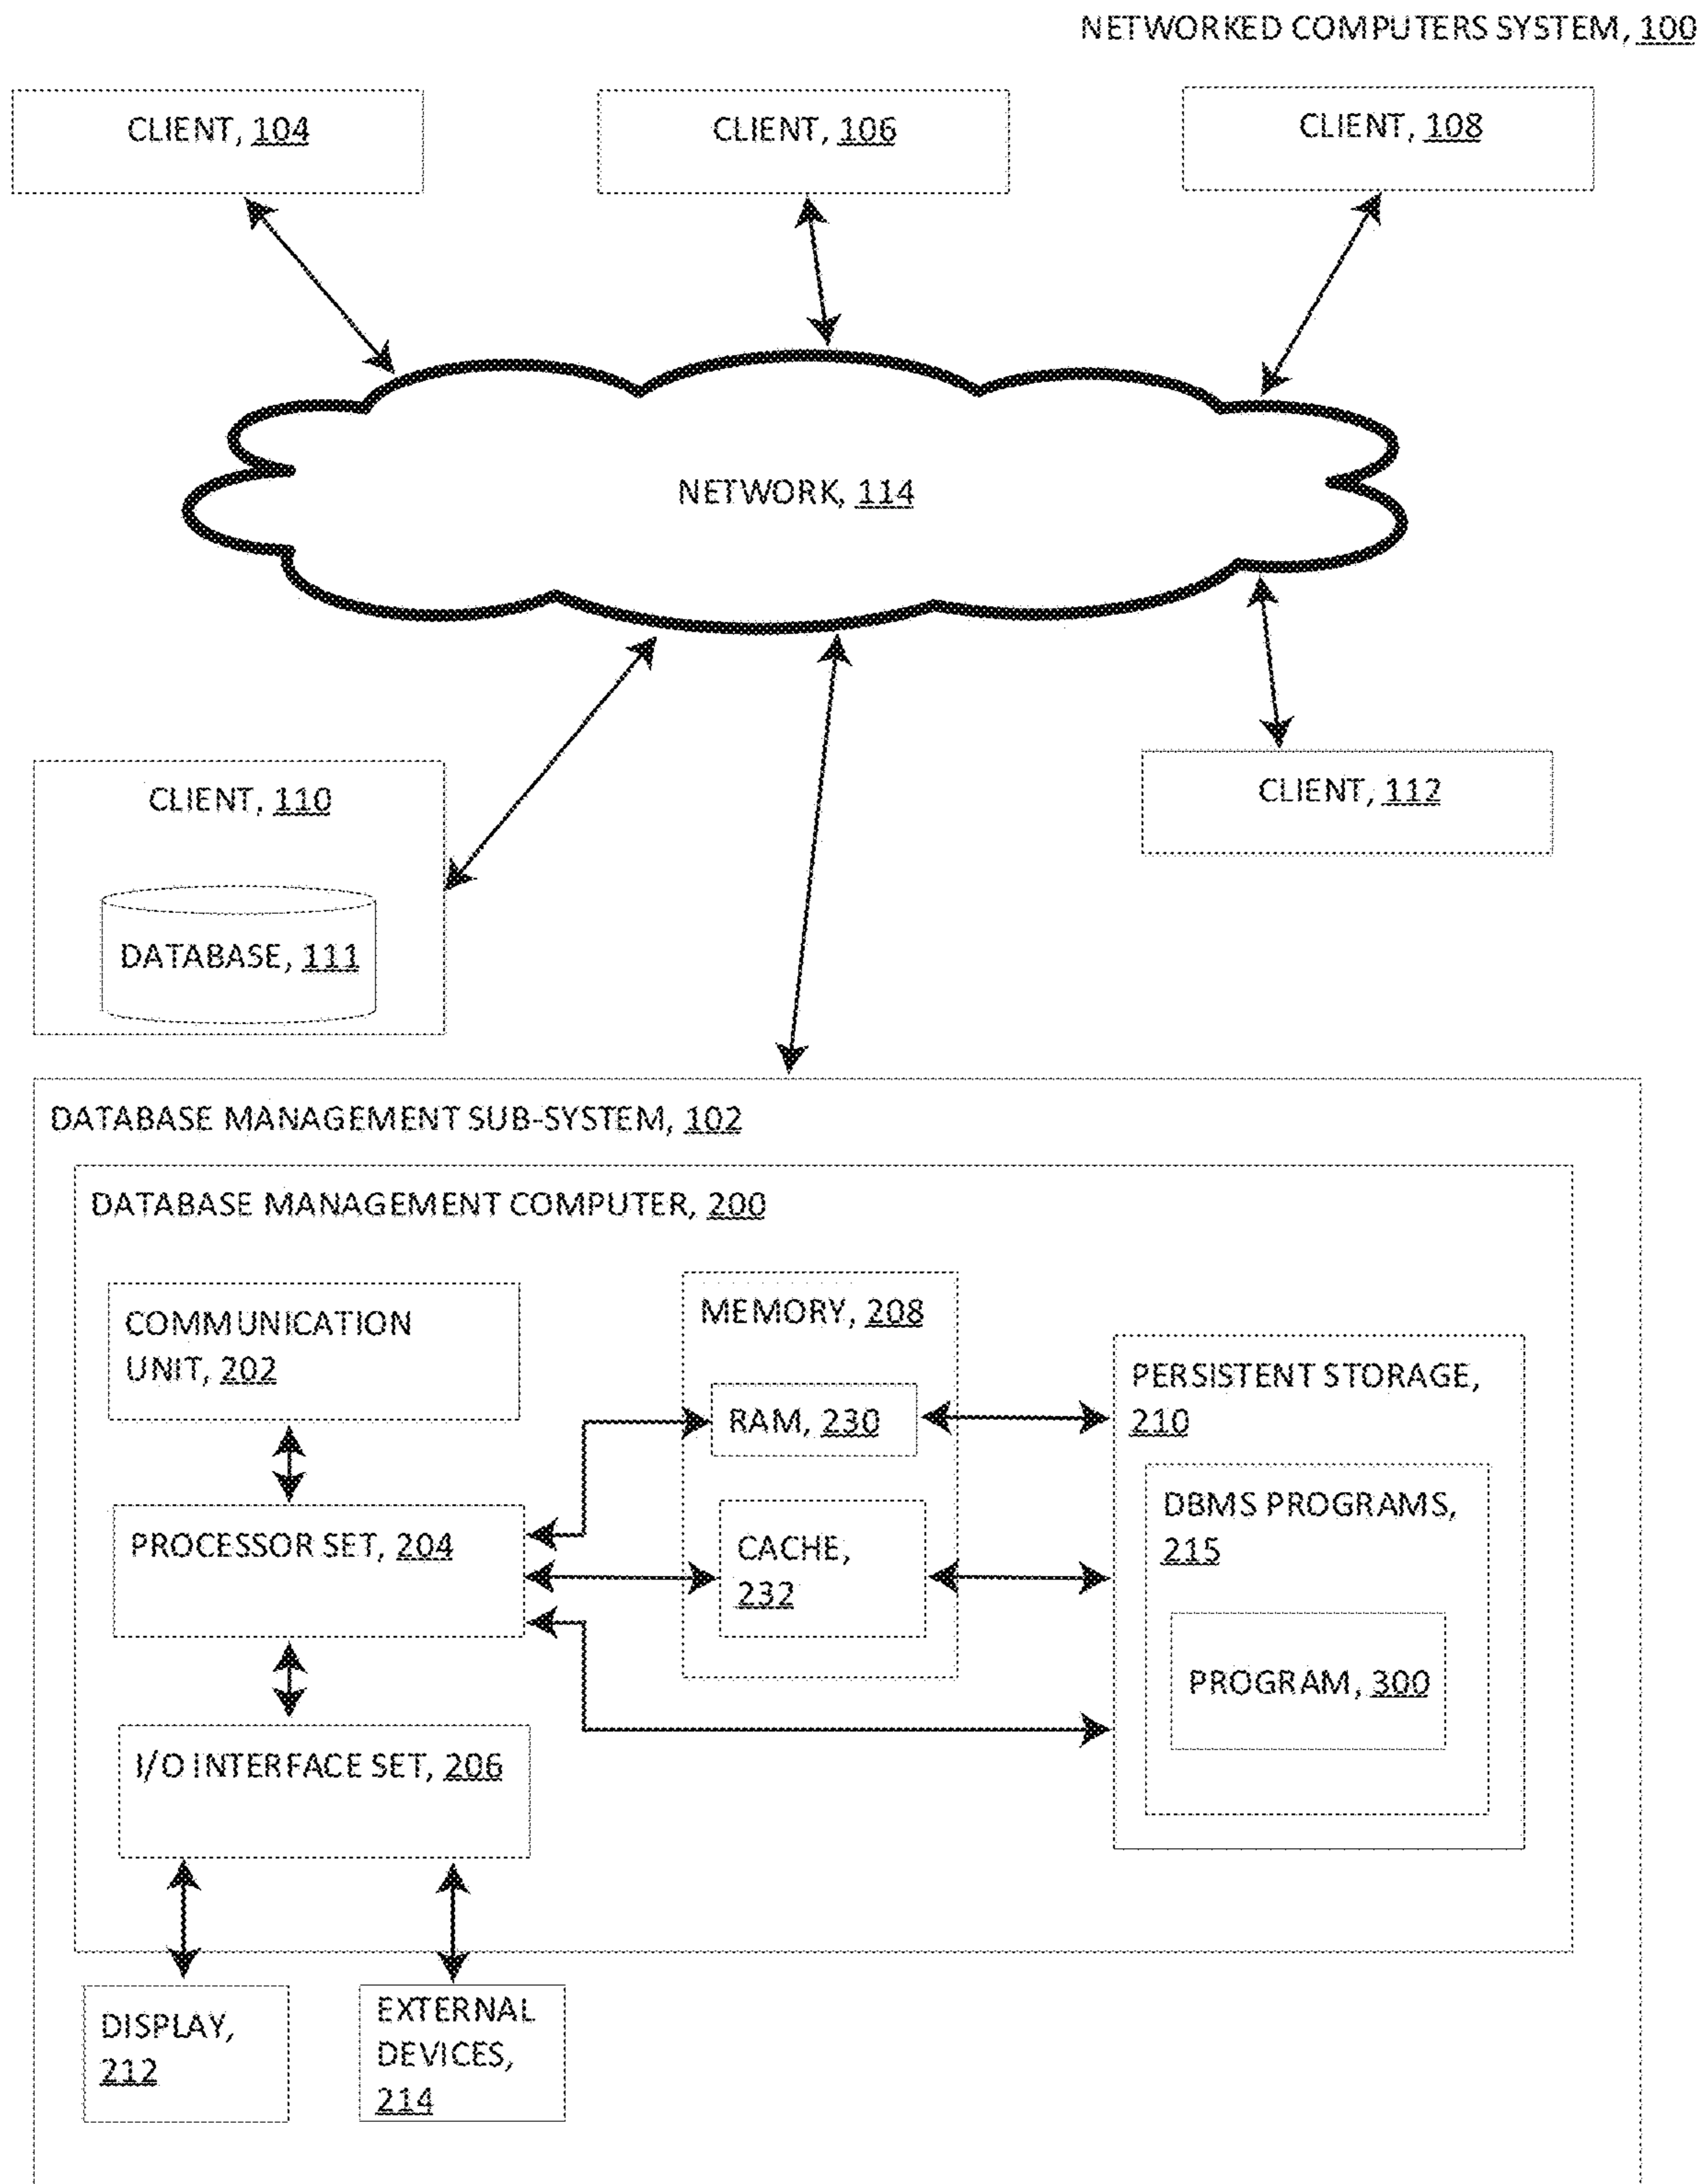 NETWORKED COMPUTERS SYSTEM, 100
CLIENT, 104
CLIENT, 106
CLIENT, 108
NETWORK, 114
CLIENT, 110
DATABASE, 111
CLIENT, 112
DATABASE MANAGEMENT SUB-SYSTEM, 102
DATABASE MANAGEMENT COMPUTER, 200
COMMUNICATION
UNIT, 202
MEMORY, 208
RAM, 230
PERSISTENT STORAGE,
210
PROCESSOR SET, 204
CACHE,
232
DBMS PROGRAMS,
215
PROGRAM, 300
I/O INTERFACE SET, 206
DISPLAY,
212
EXTERNAL
DEVICES,
214